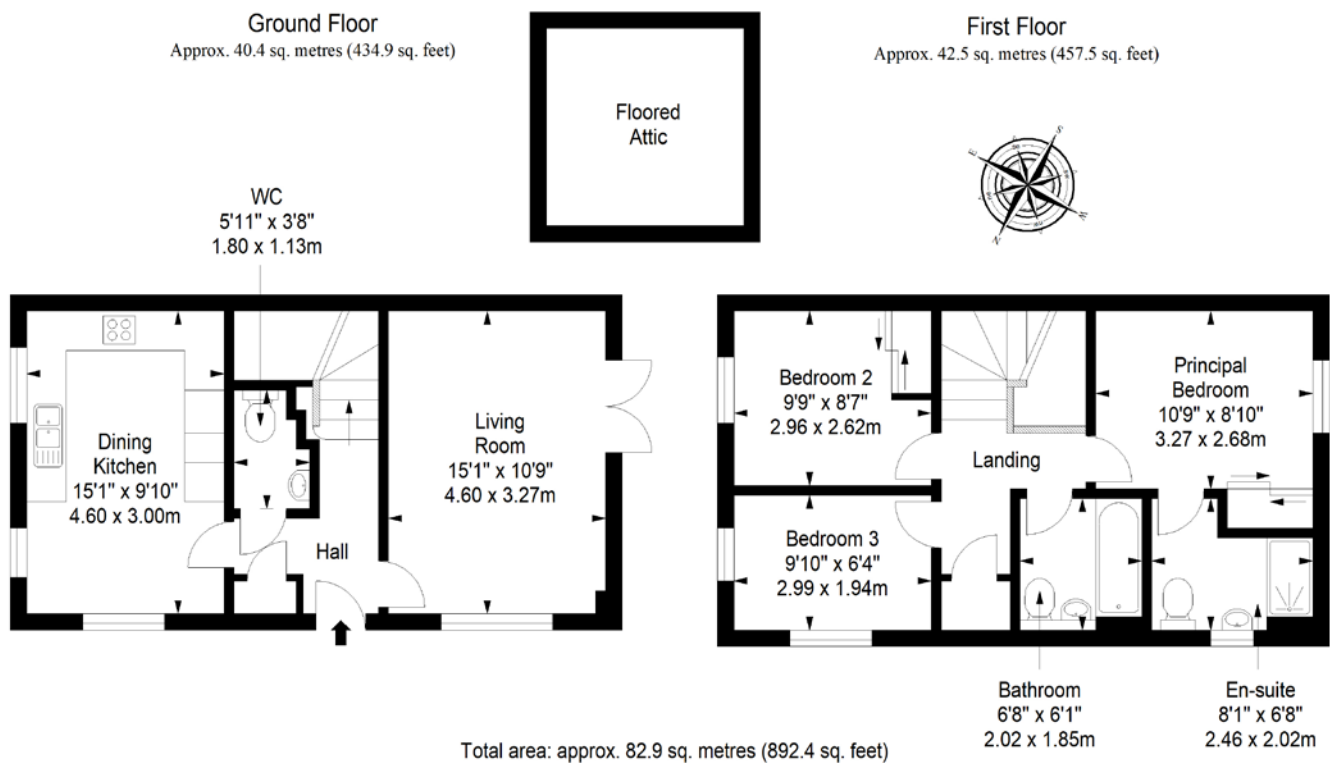 Ground Floor
Approx. 40.4 sq. metres (434.9 sq. feet)
First Floor
Approx. 42.5 sq. metres (457.5 sq. feet)
Floored
Attic
S
E
W
N
WC
5'11" x 3'8"
1.80 x 1.13m
Dining
Kitchen
15'1" x 9'10"
4.60 x 3.00m
Hall
Living
Room
15'1" x 10'9"
4.60 x 3.27m
Bedroom 2
9'9" x 8'7"
2.96 x 2.62m
Bedroom 3
9'10" x 6'4"
2.99 x 1.94m
Landing
Principal
Bedroom
10'9" x 8'10"
3.27 x 2.68m
Bathroom
6'8" x 6'1"
2.02 x 1.85m
En-suite
8'1" x 6'8"
2.46 x 2.02m
Total area: approx. 82.9 sq. metres (892.4 sq. feet)